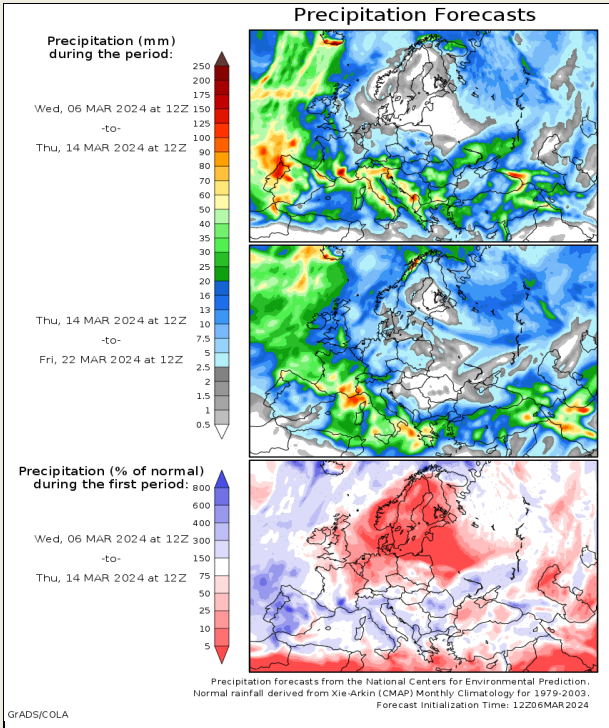 Precipitation Forecasts
Precipitation (mm)
during the period:
Wed, 06 MAR 2024 at 12Z
-to-
Thu, 14 MAR 2024 at 12Z
250
200
175
150
125
100
90
80
70
60
50
40
35
30
25
20
16
13
10
7.5
5
2.5
2
1.5
1
0.5
Thu, 14 MAR 2024 at 12Z
-to-
Fri, 22 MAR 2024 at 12Z
Precipitation (% of normal)
during the first period:
Wed, 06 MAR 2024 at 12Z
-to-
Thu, 14 MAR 2024 at 12Z
800
600
400
300
150
75
50
25
10
5
Precipitation forecasts from the National Centers for Environmental Prediction.
Normal rainfall derived from Xie-Arkin (CMAP) Monthly Climatology for 1979-2003.
Forecast Initialization Time: 12Z06MAR2024
GrADS/COLA